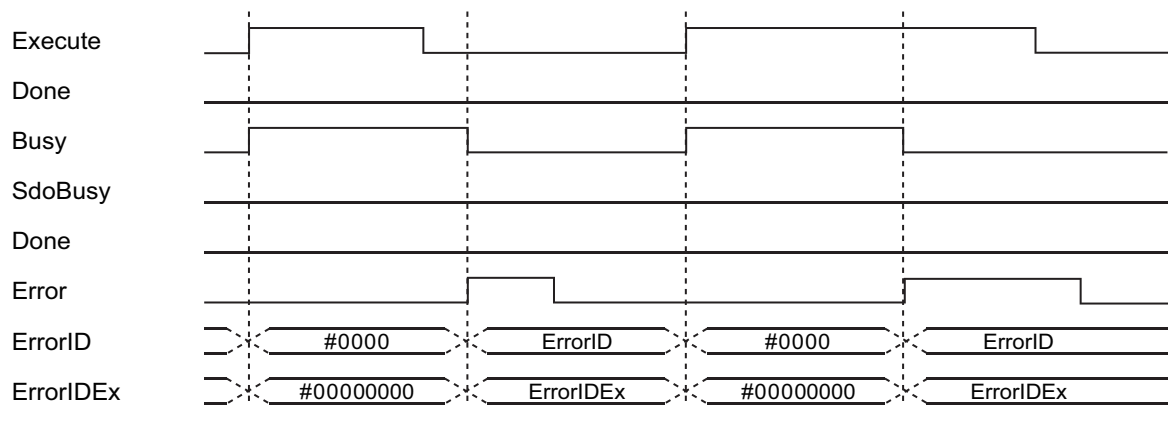 Execute
Done
Busy
SdoBusy
Done
Error
ErrorID #0000 ErrorID #0000 ErrorID
ErrorIDEx #00000000 ErrorIDEx #00000000 ErrorIDEx